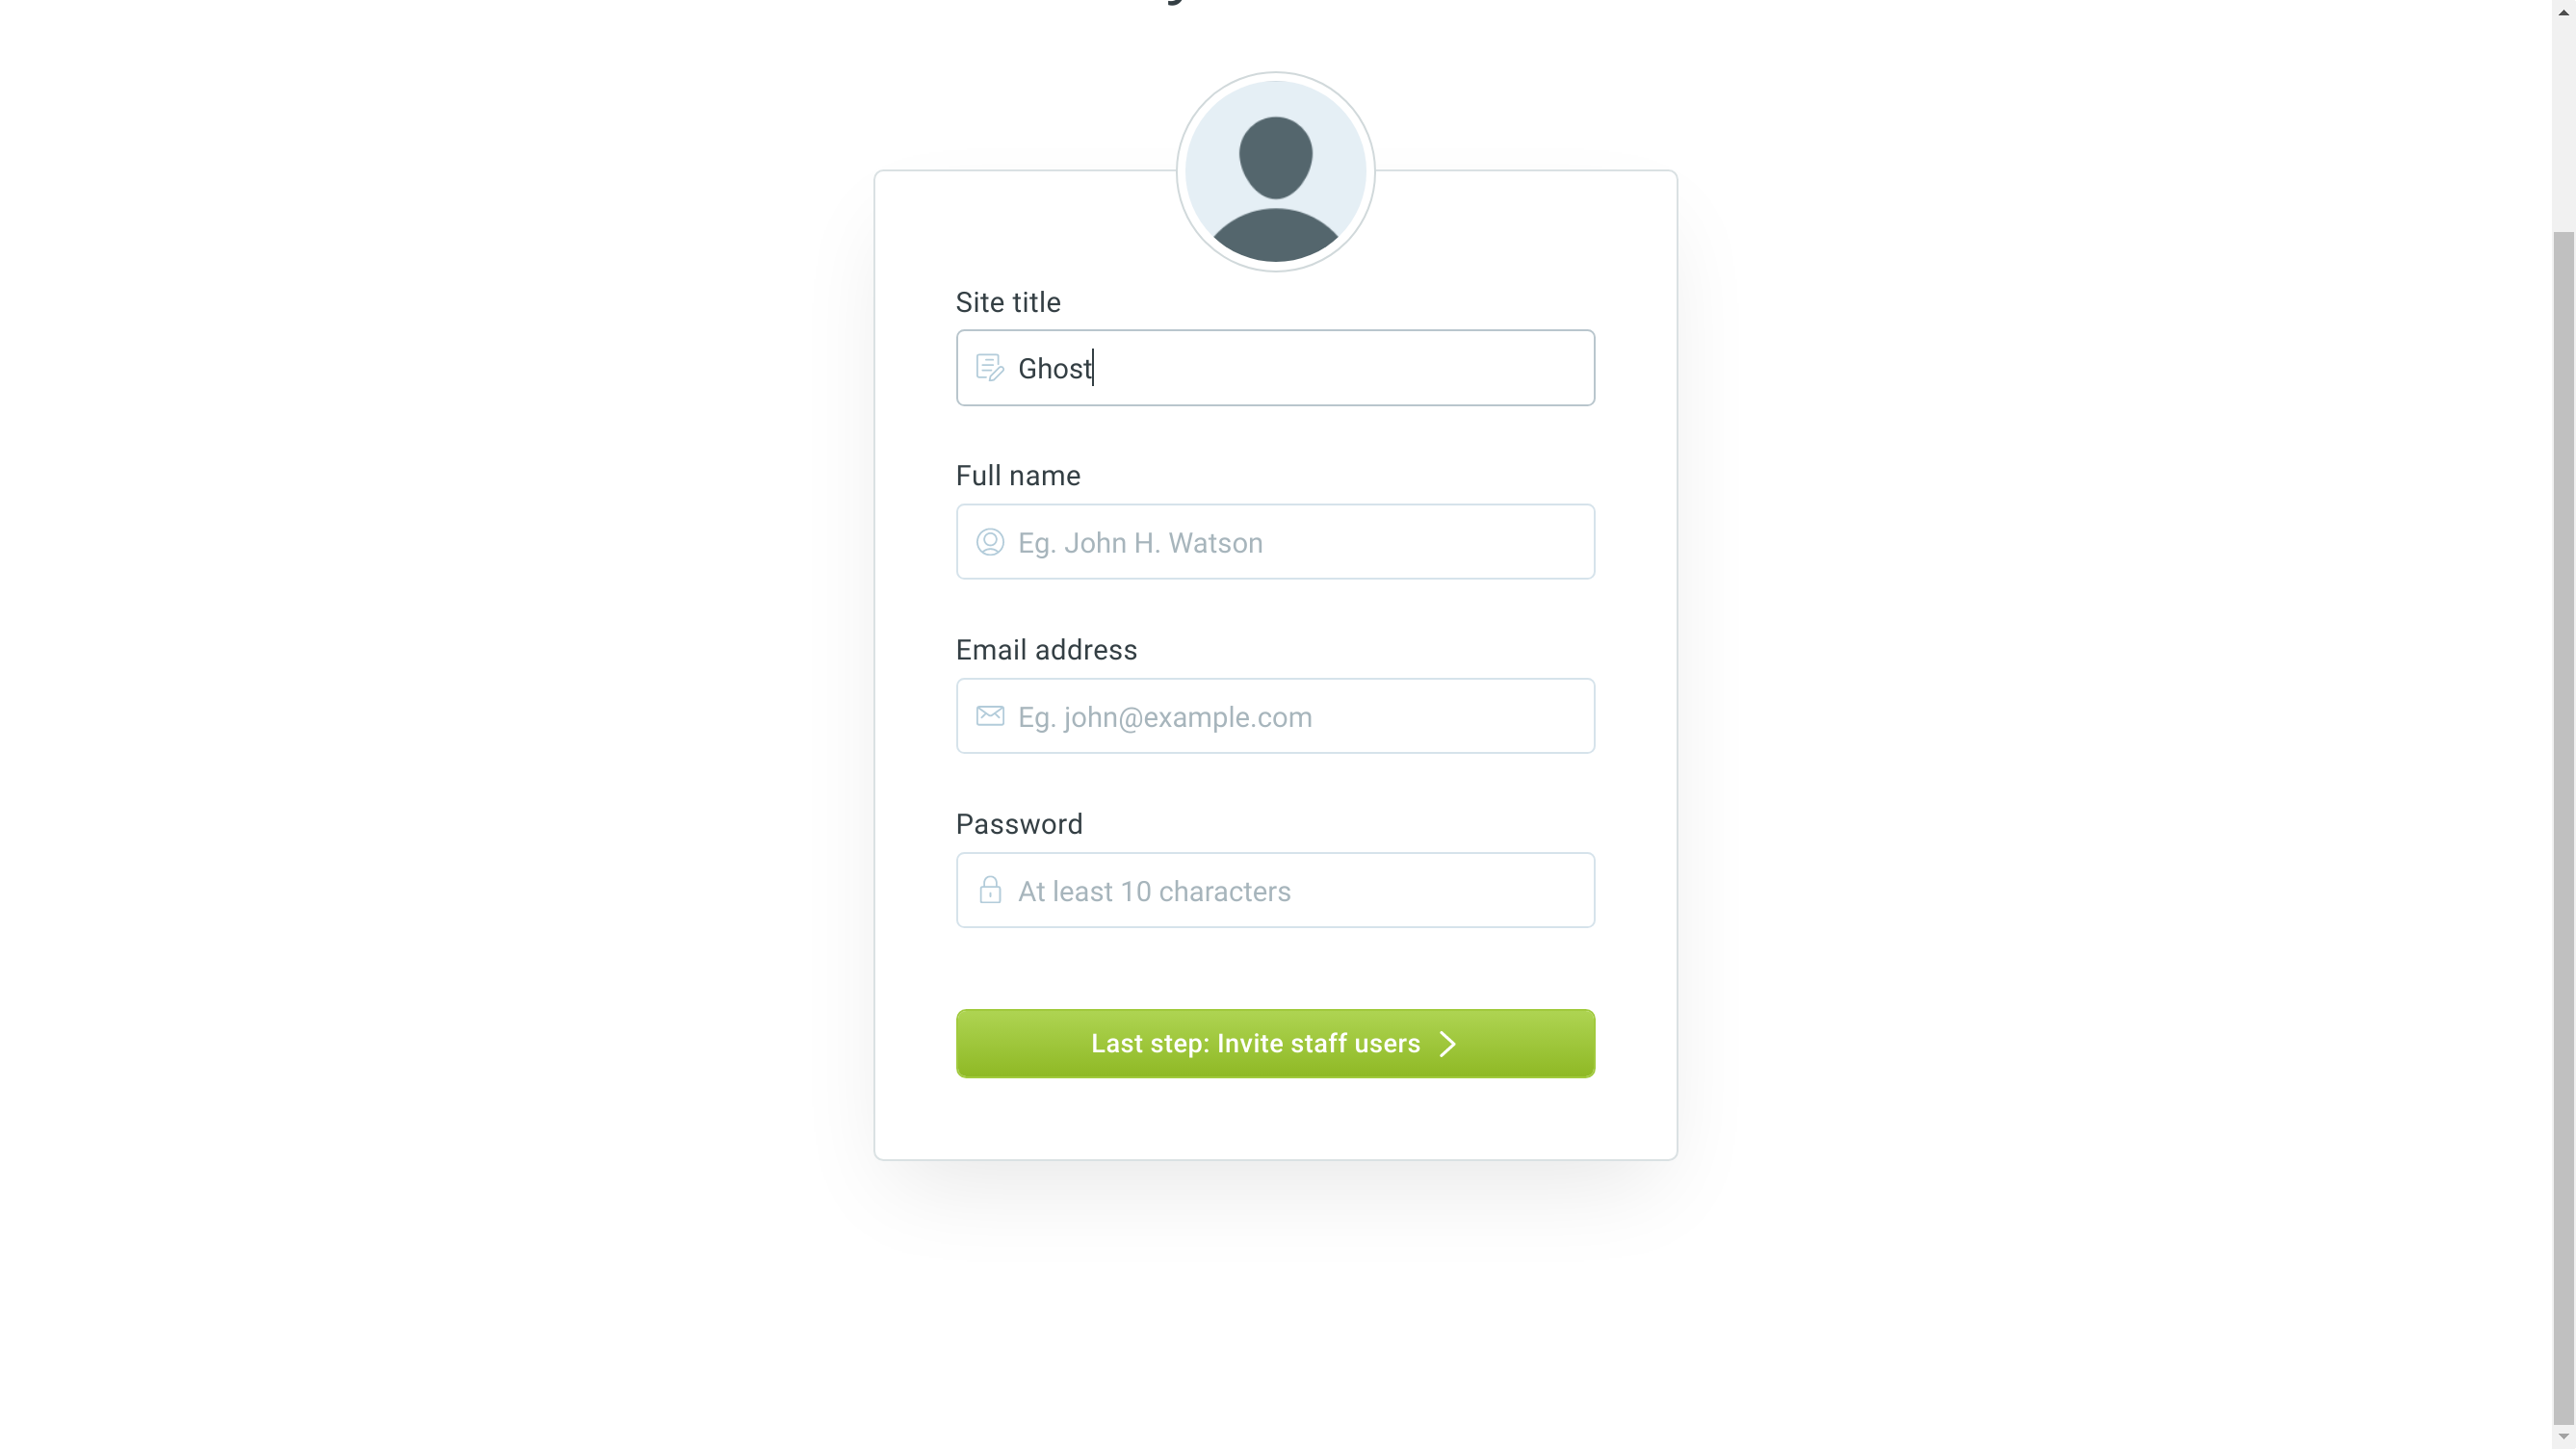 Site title
Ghost
Full name
Eg. John H. Watson
Email address
Eg. john@example.com
Password
At least 10 characters
Last step: Invite staff users